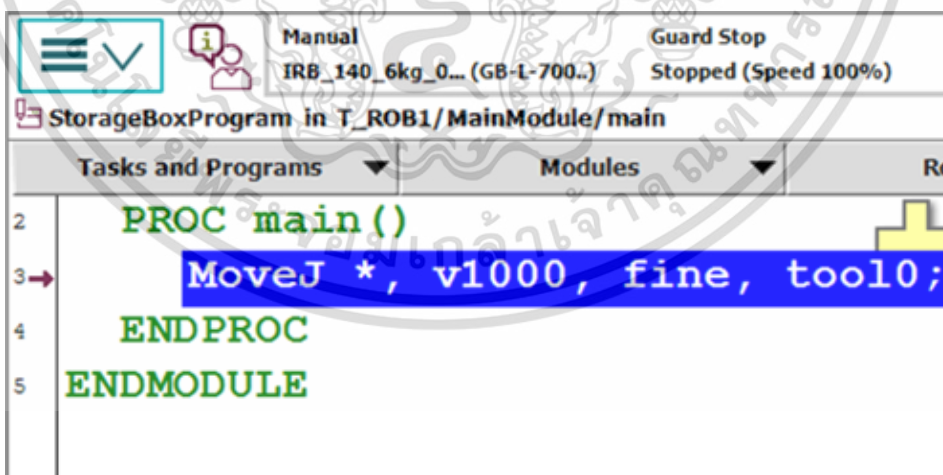 Manual
IRB_140_6kg_0... (GB-L-700..)
Guard Stop
Stopped (Speed 100%)
StorageBoxProgram in T_ROB1/MainModule/main
Tasks and Programs Modules
2 PROC main()
3 MoveJ *, v1000, fine, tool0;
4 ENDPROC
5 ENDMODULE